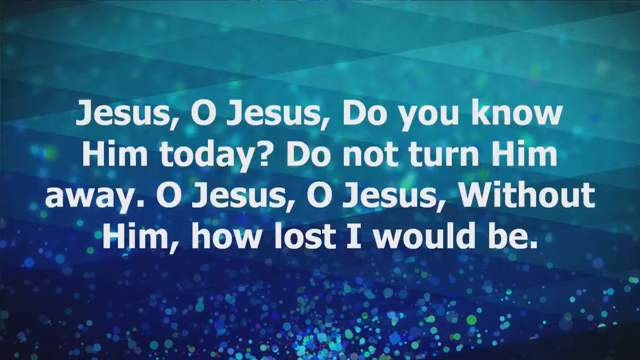 Jesus, O Jesus, Do you know
Him today? Do not turn Him
away. O Jesus, O Jesus, Without
Him, how lost I would be.